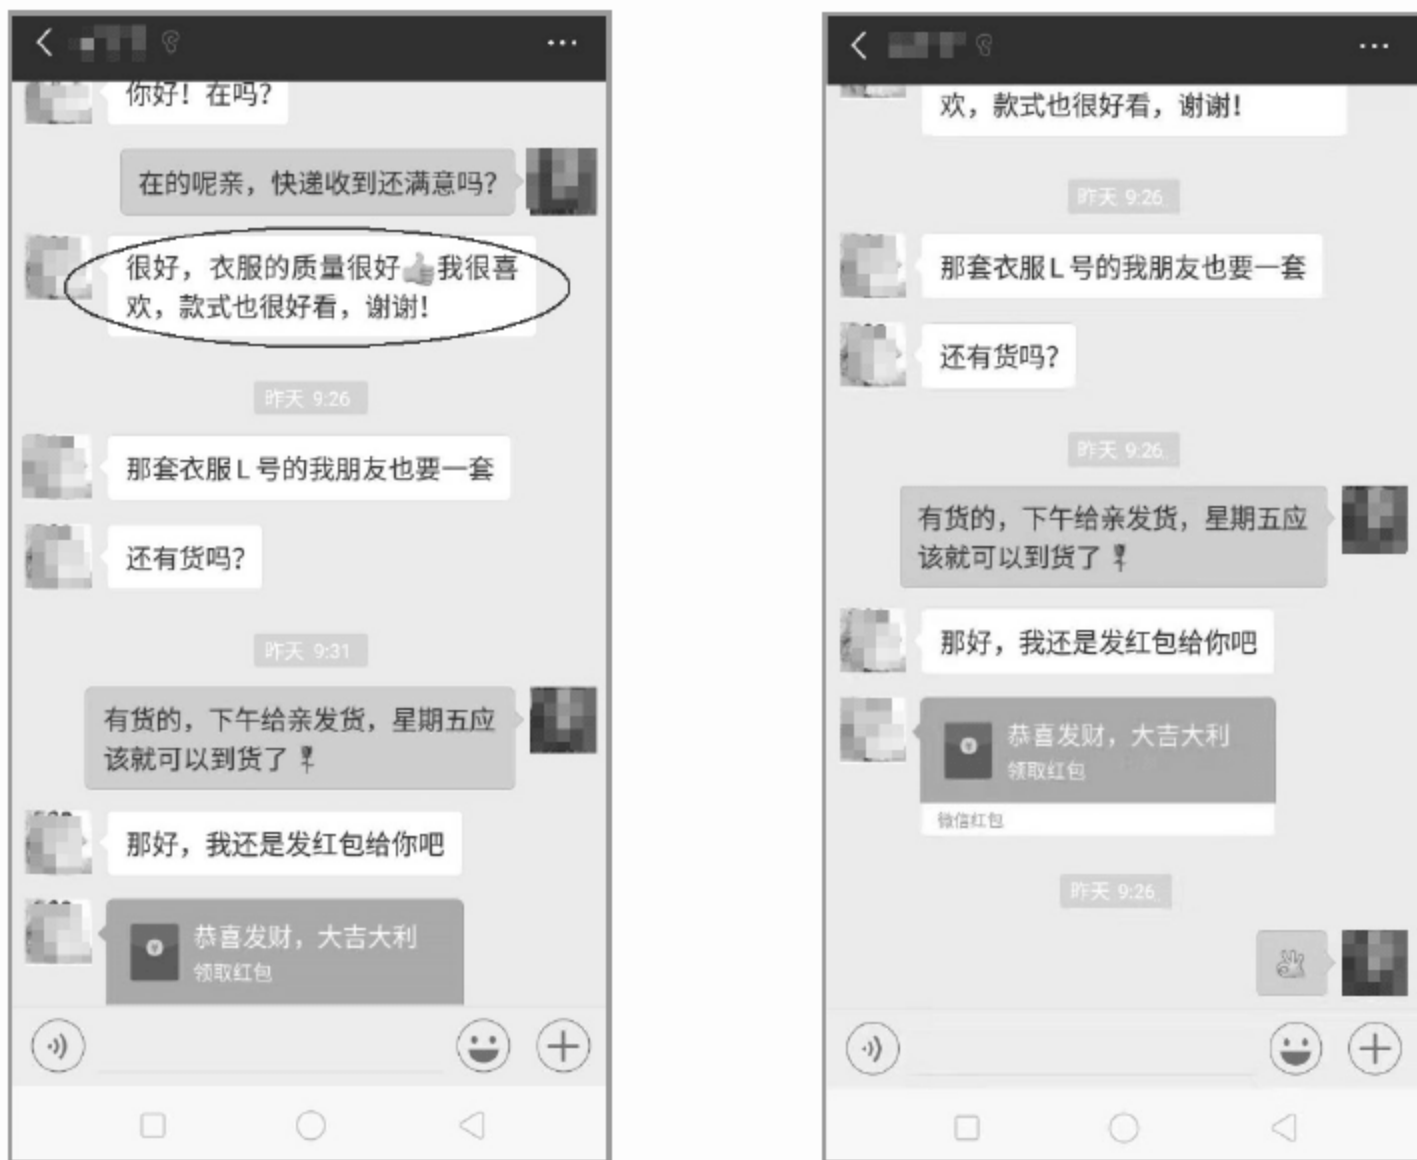 你好！在吗？
在的呢亲，快递收到还满意吗？
很好，衣服的质量很好👍我很喜
欢，款式也很好看，谢谢！
昨天 9:26
那套衣服L号的我朋友也要一套
还有货吗？
昨天 9:31
有货的，下午给亲发货，星期五应
该就可以到货了🌹
那好，我还是发红包给你吧
恭喜发财，大吉大利
领取红包
欢，款式也很好看，谢谢！
昨天 9:26
那套衣服L号的我朋友也要一套
还有货吗？
昨天 9:26
有货的，下午给亲发货，星期五应
该就可以到货了🌹
那好，我还是发红包给你吧
恭喜发财，大吉大利
领取红包
微信红包
昨天 9:26
👌